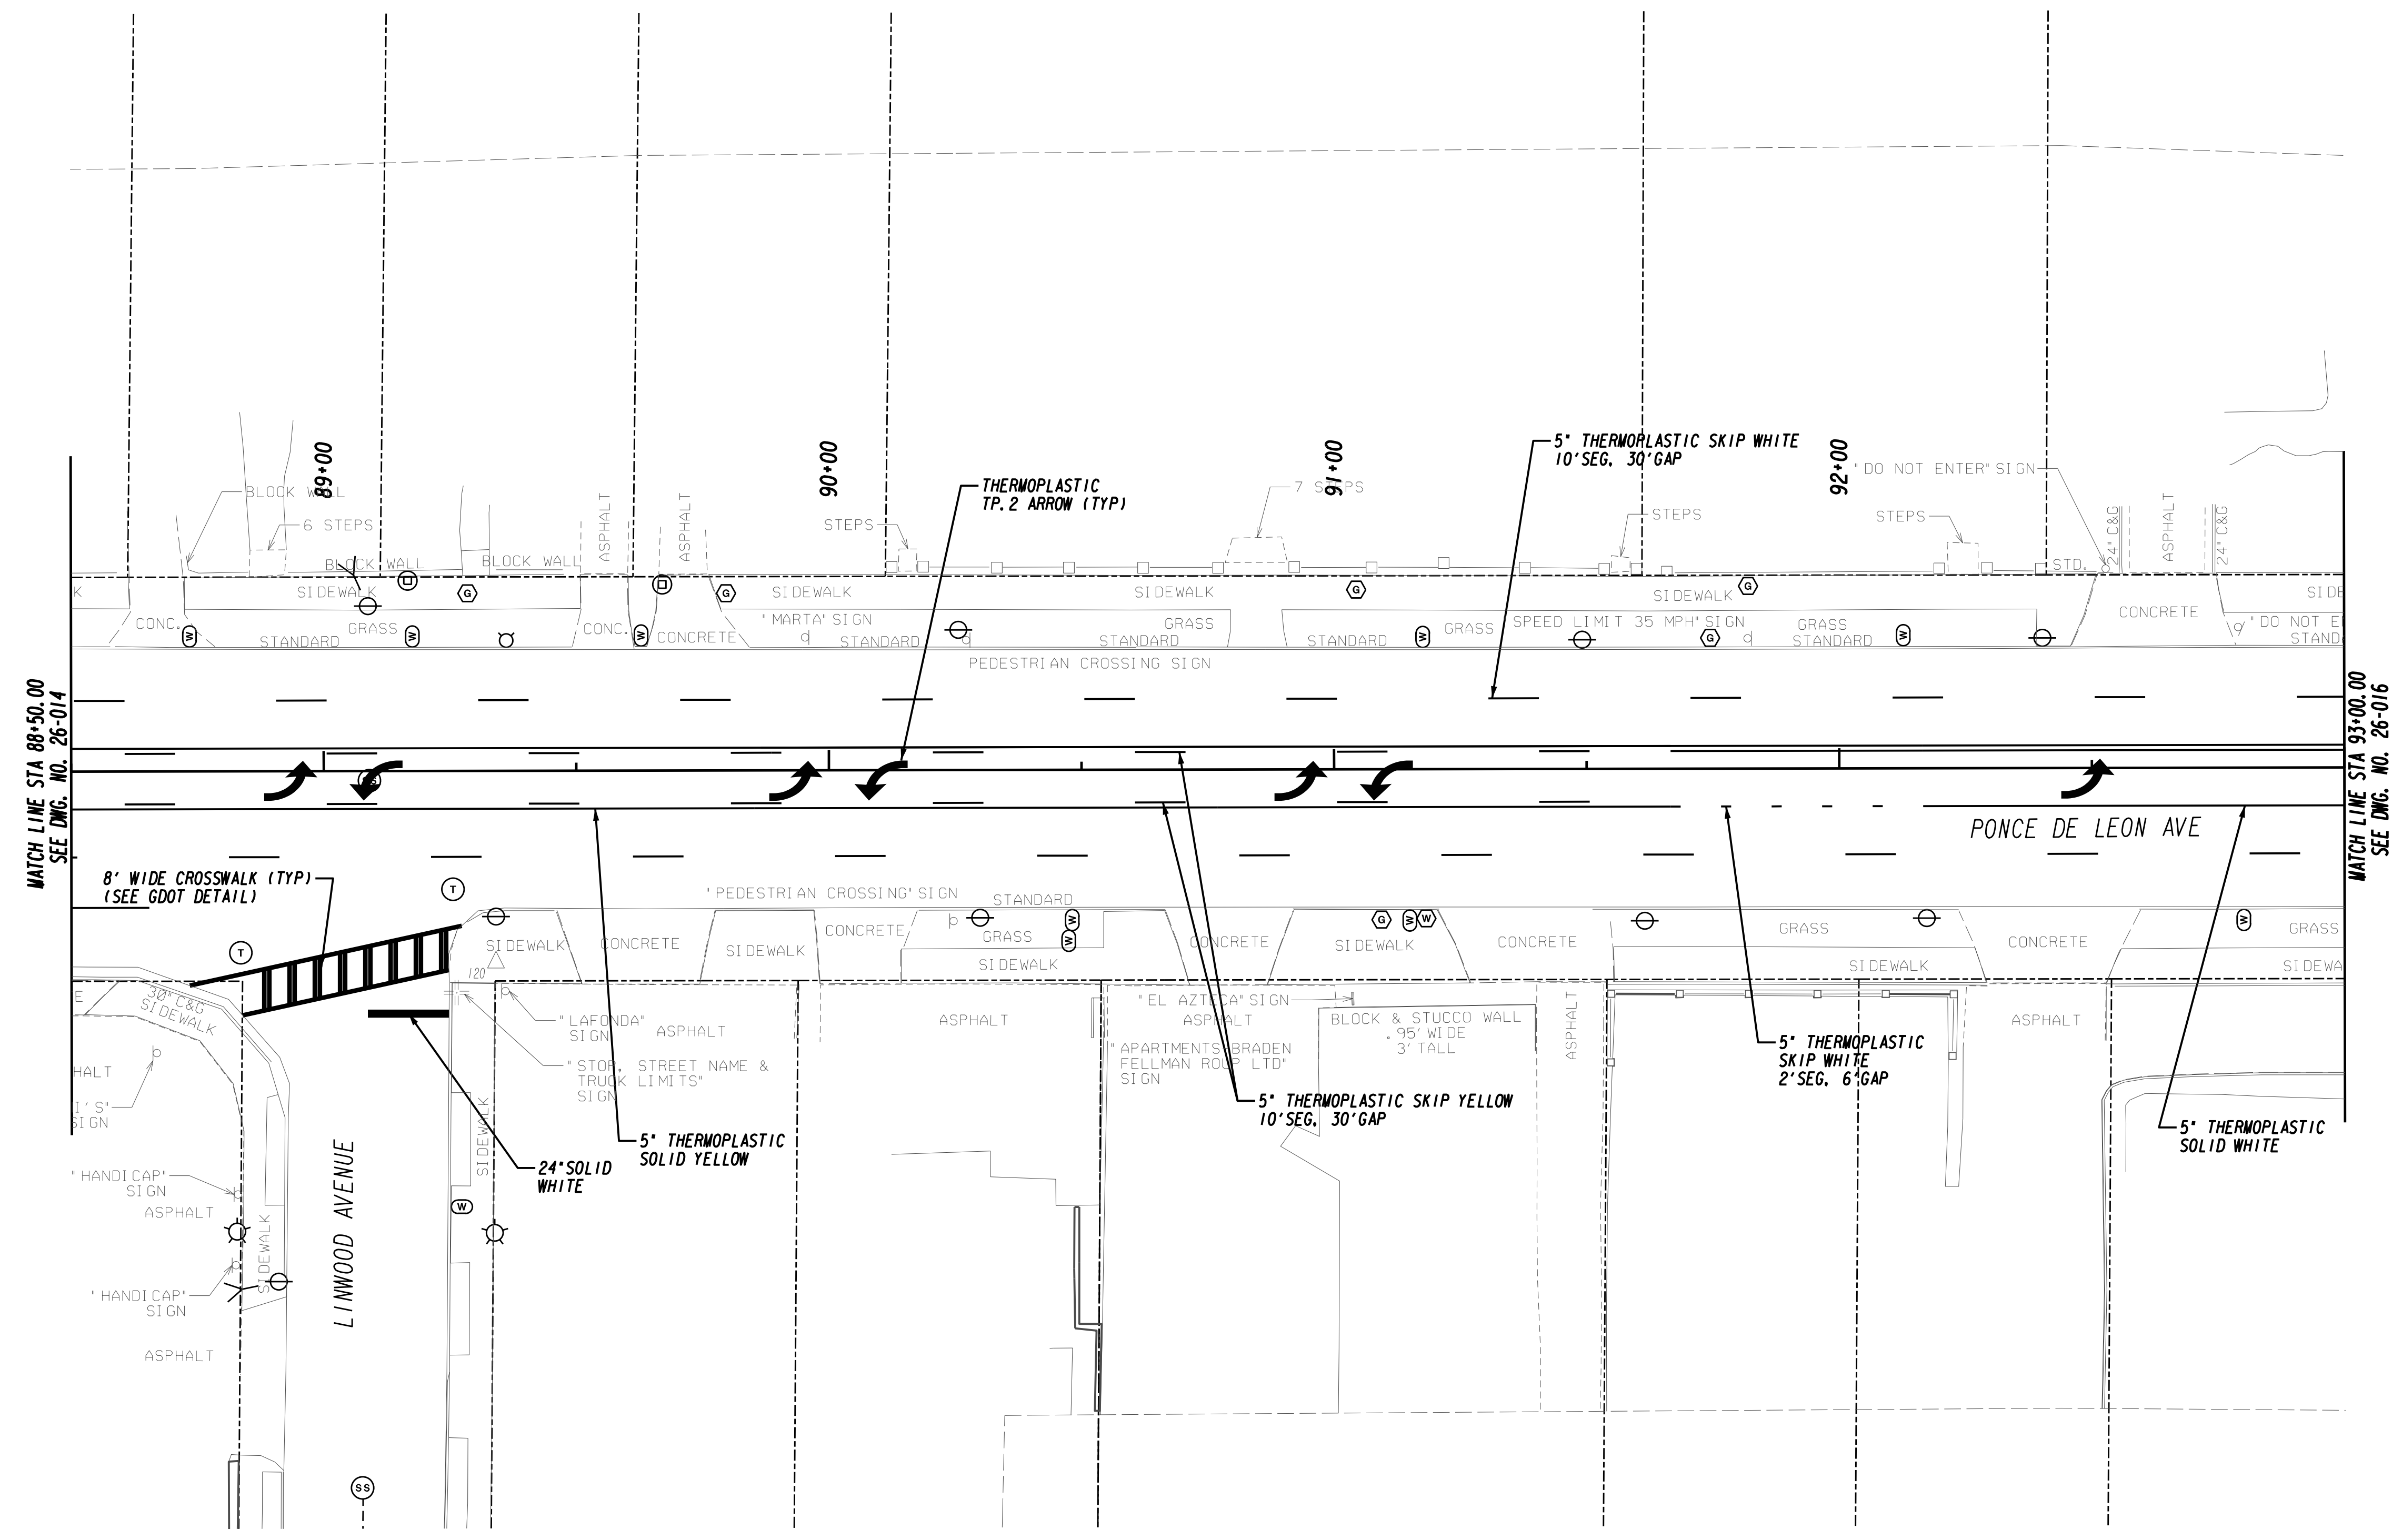 89+00
90+00
91+00
92+00
5" THERMOPLASTIC SKIP WHITE
10'SEG, 30'GAP
"DO NOT ENTER" SIGN
THERMOPLASTIC
TP.2 ARROW (TYP)
BLOCK WALL
7 STEPS
6 STEPS
ASPHALT
ASPHALT
STEPS
STEPS
STEPS
24" C&G
ASPHALT
24" C&G
BLOCK WALL
BLOCK WALL
STD.
K
SIDEWALK
G
SIDEWALK
G
SIDEWALK
G
SIDEWALK
G
SIDE
CONC.
W
STANDARD
GRASS
W
CONC.
W
CONCRETE
"MARTA" SIGN
STANDARD
STANDARD
GRASS
STANDARD
W
GRASS
SPEED LIMIT 35 MPH" SIGN
G
GRASS
STANDARD
W
CONCRETE
"DO NOT E
STAND
PEDESTRIAN CROSSING SIGN
MATCH LINE STA 88+50.00
SEE DWG. NO. 26-014
MATCH LINE STA 93+00.00
SEE DWG. NO. 26-016
PONCE DE LEON AVE
8' WIDE CROSSWALK (TYP)
(SEE GDOT DETAIL)
T
"PEDESTRIAN CROSSING" SIGN
STANDARD
T
SIDEWALK
CONCRETE
SIDEWALK
CONCRETE
GRASS
W
W
SIDEWALK
CONCRETE
G
W
W
SIDEWALK
CONCRETE
GRASS
SIDEWALK
CONCRETE
W
GRASS
SIDEWA
120
E
30" C&G
SIDEWALK
"LAFONDA"
SIGN
ASPHALT
ASPHALT
"EL AZTECA" SIGN
ASPHALT
BLOCK & STUCCO WALL
.95' WIDE
3' TALL
ASPHALT
ASPHALT
"STOP, STREET NAME &
TRUCK LIMITS"
SIGN
"APARTMENTS-BRADEN
FELLMAN ROUP LTD"
SIGN
5" THERMOPLASTIC
SKIP WHITE
2'SEG, 6'GAP
HALT
I'S"
SIGN
5" THERMOPLASTIC SKIP YELLOW
10'SEG, 30'GAP
5" THERMOPLASTIC
SOLID WHITE
5" THERMOPLASTIC
SOLID YELLOW
24"SOLID
WHITE
SIDEWALK
"HANDICAP"
SIGN
ASPHALT
W
SIDEWALK
LINWOOD AVENUE
"HANDICAP"
SIGN
ASPHALT
SS